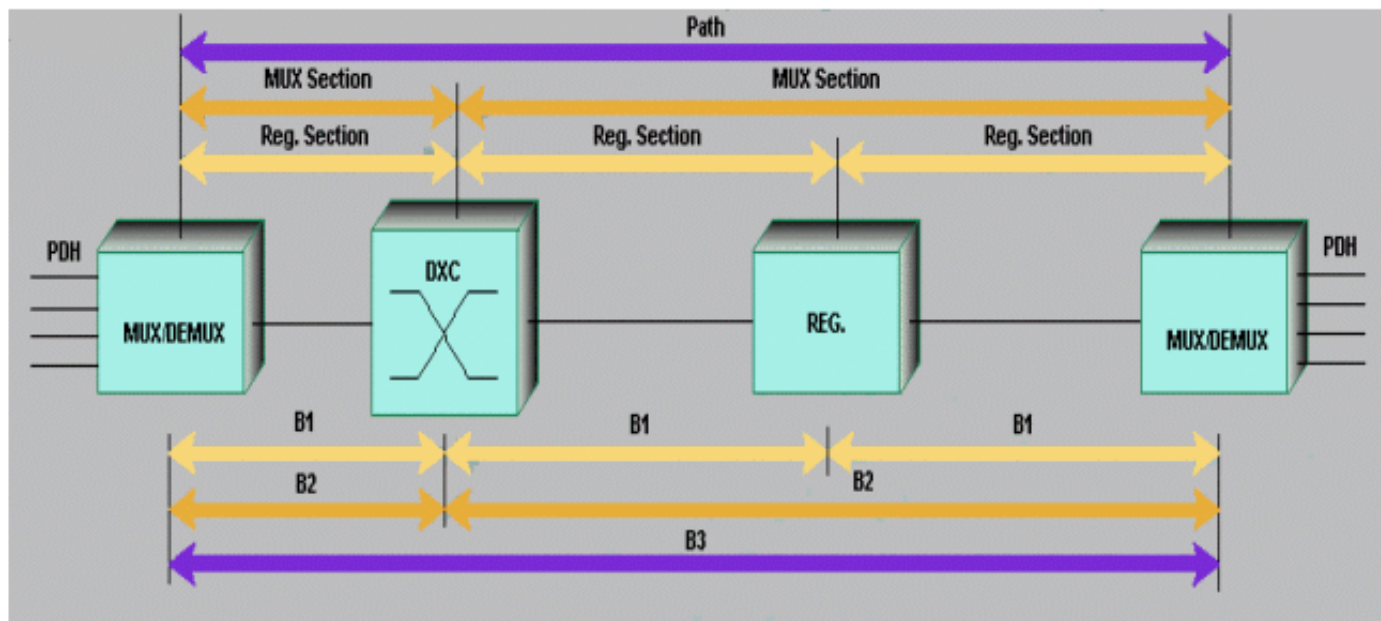 Path
MUX Section MUX Section
Reg. Section Reg. Section Reg. Section
PDH PDH
DXC
MUX/DEMUX REG. MUX/DEMUX
B1 B1 B1
B2 B2
B3